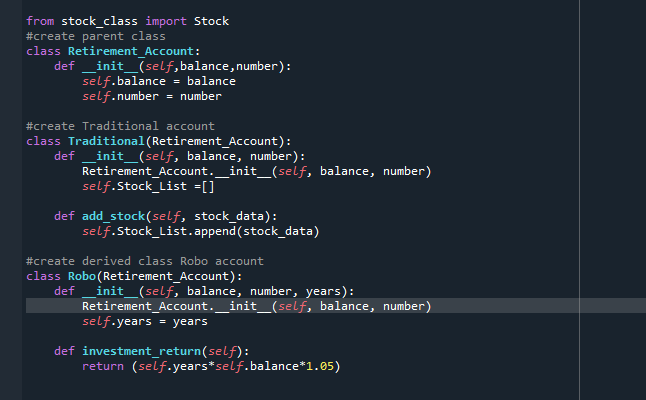 from stock_class import Stock
#create parent class
class Retirement_Account:
    def __init__(self,balance,number):
        self.balance = balance
        self.number = number

#create Traditional account
class Traditional(Retirement_Account):
    def __init__(self, balance, number):
        Retirement_Account.__init__(self, balance, number)
        self.Stock_List =[]

    def add_stock(self, stock_data):
        self.Stock_List.append(stock_data)

#create derived class Robo account
class Robo(Retirement_Account):
    def __init__(self, balance, number, years):
        Retirement_Account.__init__(self, balance, number)
        self.years = years

    def investment_return(self):
        return (self.years*self.balance*1.05)